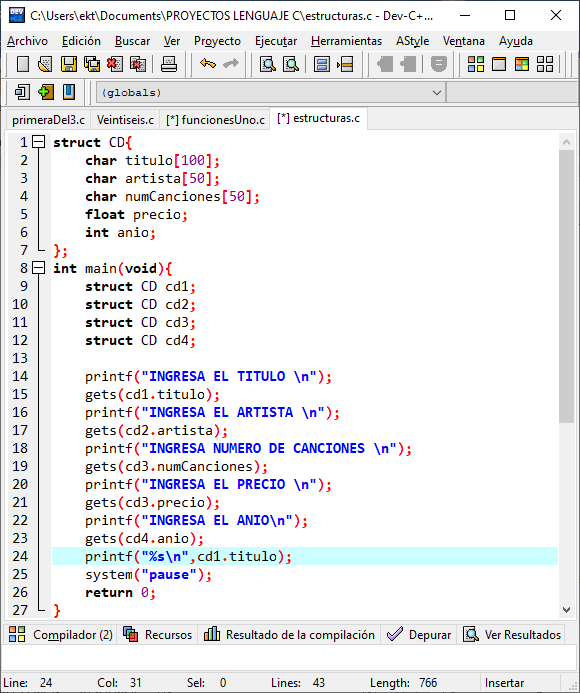 C:\Users\ekt\Documents\PROYECTOS LENGUAJE C\estructuras.c - Dev-C+...
Archivo Edición Buscar Ver Proyecto Ejecutar Herramientas AStyle Ventana Ayuda
(globals)
primeraDel3.c Veintiseis.c [*] funcionesUno.c [*] estructuras.c
1 struct CD{
2 char titulo[100];
3 char artista[50];
4 char numCanciones[50];
5 float precio;
6 int anio;
7 };
8 int main(void){
9 struct CD cd1;
10 struct CD cd2;
11 struct CD cd3;
12 struct CD cd4;
13
14 printf("INGRESA EL TITULO \n");
15 gets(cd1.titulo);
16 printf("INGRESA EL ARTISTA \n");
17 gets(cd2.artista);
18 printf("INGRESA NUMERO DE CANCIONES \n");
19 gets(cd3.numCanciones);
20 printf("INGRESA EL PRECIO \n");
21 gets(cd3.precio);
22 printf("INGRESA EL ANIO\n");
23 gets(cd4.anio);
24 printf("%s\n",cd1.titulo);
25 system("pause");
26 return 0;
27 }
Compilador (2) Recursos Resultado de la compilación Depurar Ver Resultados
Line: 24 Col: 31 Sel: 0 Lines: 43 Length: 766 Insertar